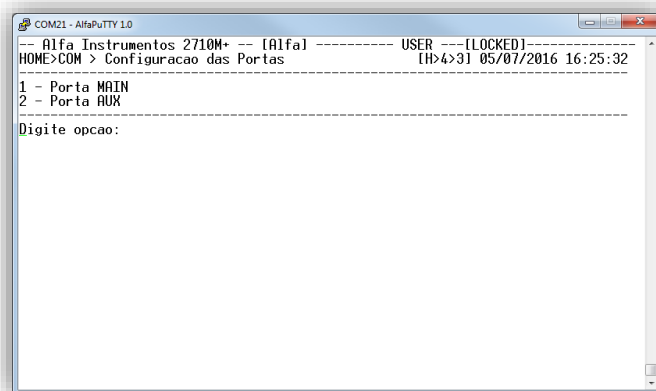 COM21 - AlfaPuTTY 1.0
-- Alfa Instrumentos 2710M+ -- [Alfa] ---------- USER ---[LOCKED]--------------
HOME>COM > Configuracao das Portas [H>4>3] 05/07/2016 16:25:32
--------------------------------------------------------------------------------
1 - Porta MAIN
2 - Porta AUX
--------------------------------------------------------------------------------
Digite opcao: